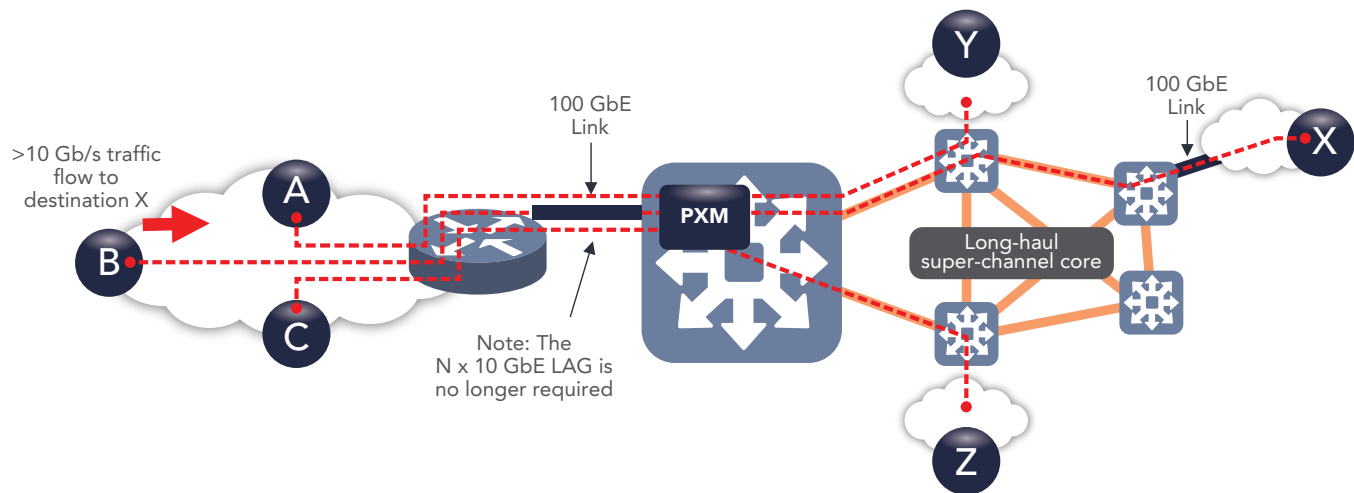 >10 Gb/s traffic
flow to
destination X
A
B
C
100 GbE
Link
Note: The
N x 10 GbE LAG is
no longer required
PXM
Y
Long-haul
super-channel core
Z
100 GbE
Link
X